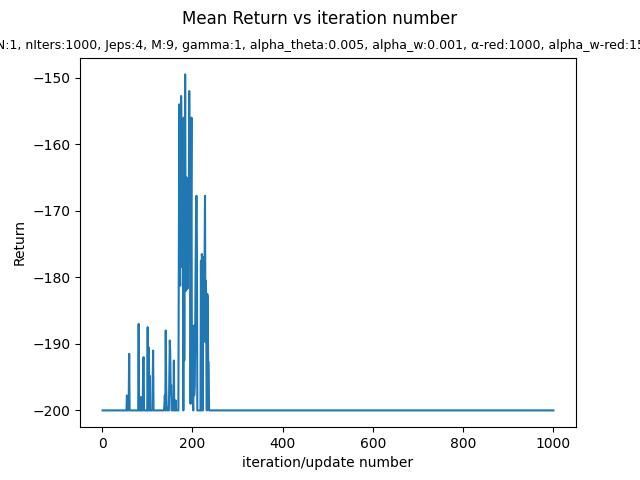 Mean Return vs iteration number
N:1, nIters:1000, Jeps:4, M:9, gamma:1, alpha_theta:0.005, alpha_w:0.001, α-red:1000, alpha_w-red:15
−150
−160
−170
−180
−190
−200
Return
0 200 400 600 800 1000
iteration/update number